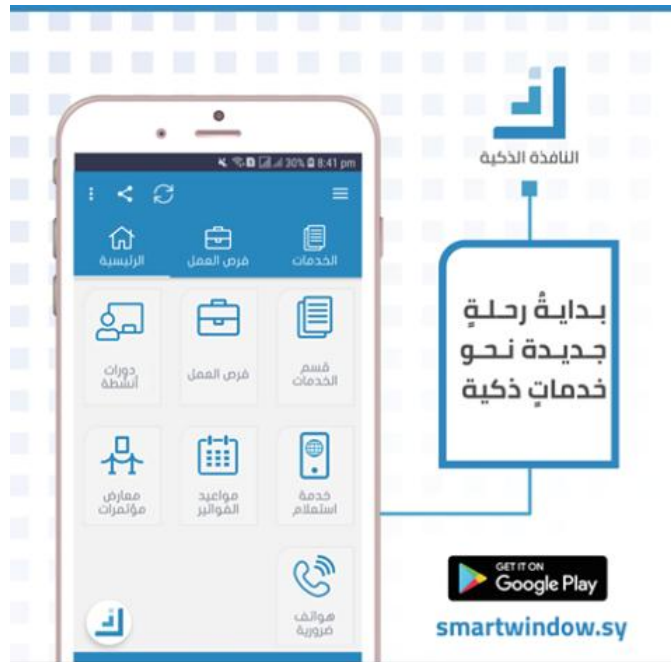 30% 8:41 pm
الخدمات
فرص العمل
الرئيسية
قسم
الخدمات
فرص العمل
دورات
أنشطة
خدمة
استعلام
مواعيد
الفواتير
معارض
مؤتمرات
هواتف
ضرورية
النافذة الذكية
بدايةُ رحلةٍ
جديدة نحو
خدماتٍ ذكية
GET IT ON
Google Play
smartwindow.sy